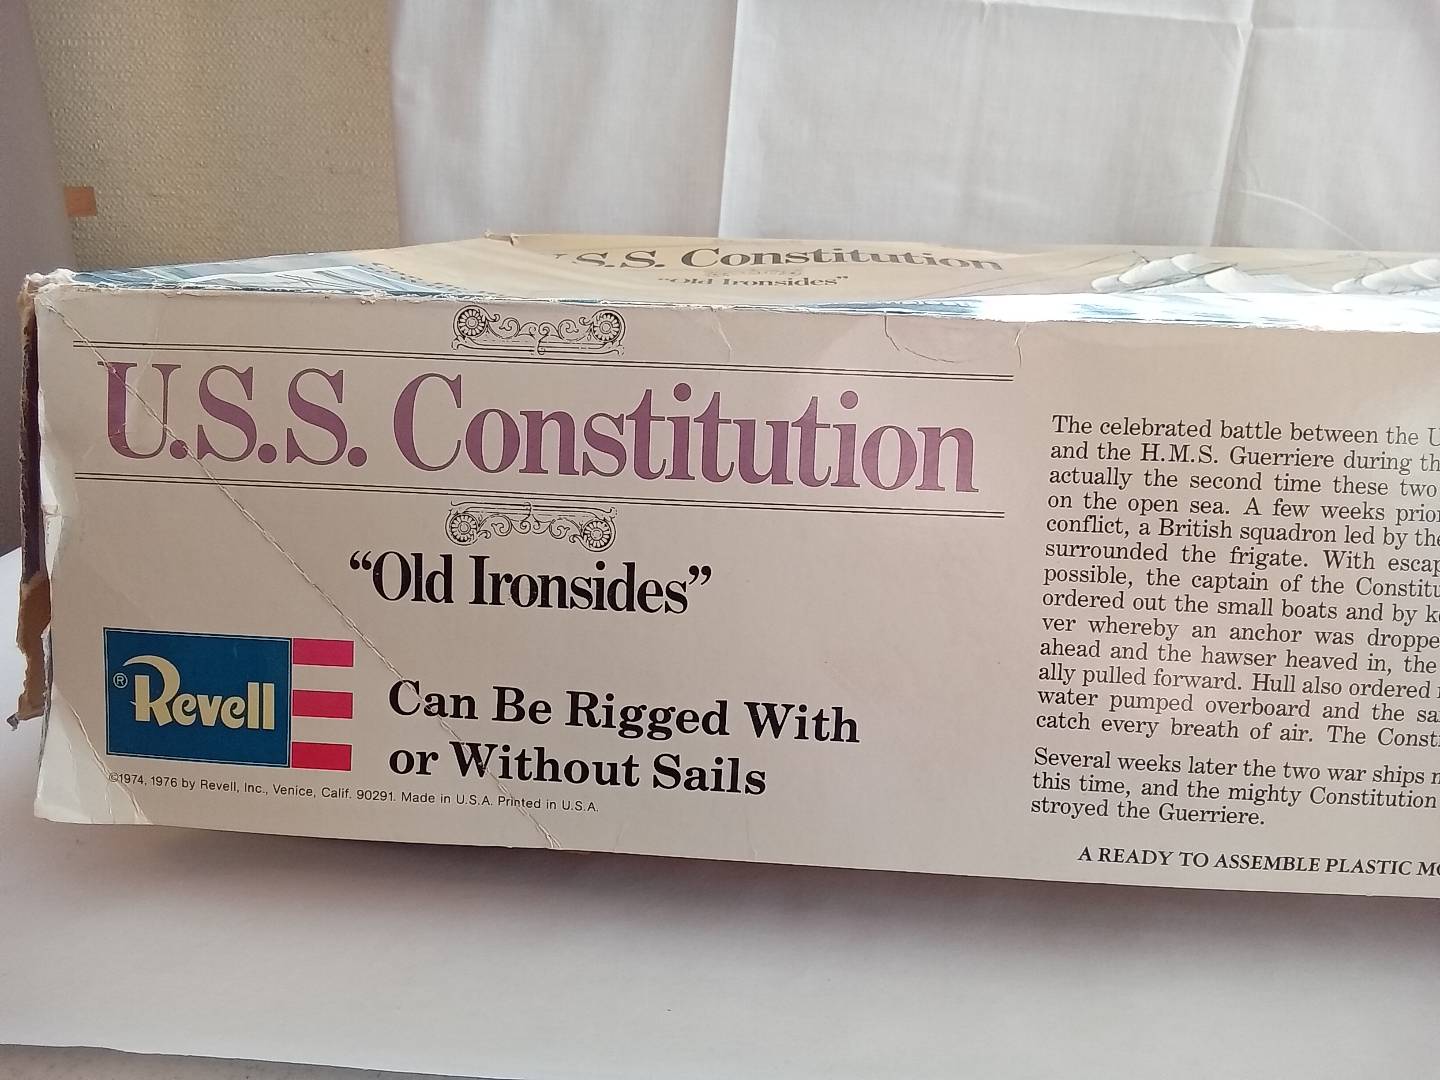 U.S.S. Constitution
"Old Ironsides"
U.S.S. Constitution
“Old Ironsides”
® Revell
Can Be Rigged With
or Without Sails
©1974, 1976 by Revell, Inc., Venice, Calif. 90291. Made in U.S.A. Printed in U.S.A.
The celebrated battle between the
and the H.M.S. Guerriere during
actually the second time these two
on the open sea. A few weeks
conflict, a British squadron led by
surrounded the frigate. With
possible, the captain of the
ordered out the small boats and by
ver whereby an anchor was
ahead and the hawser heaved in, the
ally pulled forward. Hull also ordered
water pumped overboard and the
catch every breath of air. The
Several weeks later the two war ships
this time, and the mighty Constitution
stroyed the Guerriere.
A READY TO ASSEMBLE PLASTIC